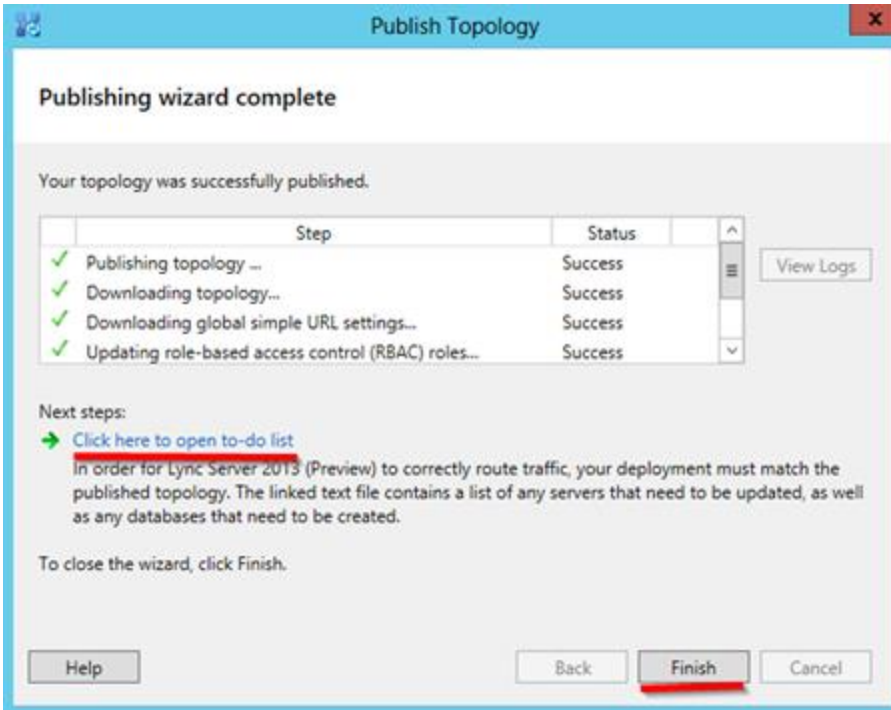 Publish Topology
x
Publishing wizard complete
Your topology was successfully published.
Step Status
Publishing topology ... Success
Downloading topology... Success
Downloading global simple URL settings... Success
Updating role-based access control (RBAC) roles... Success
View Logs
Next steps:
Click here to open to-do list
In order for Lync Server 2013 (Preview) to correctly route traffic, your deployment must match the
published topology. The linked text file contains a list of any servers that need to be updated, as well
as any databases that need to be created.
To close the wizard, click Finish.
Help Back Finish Cancel